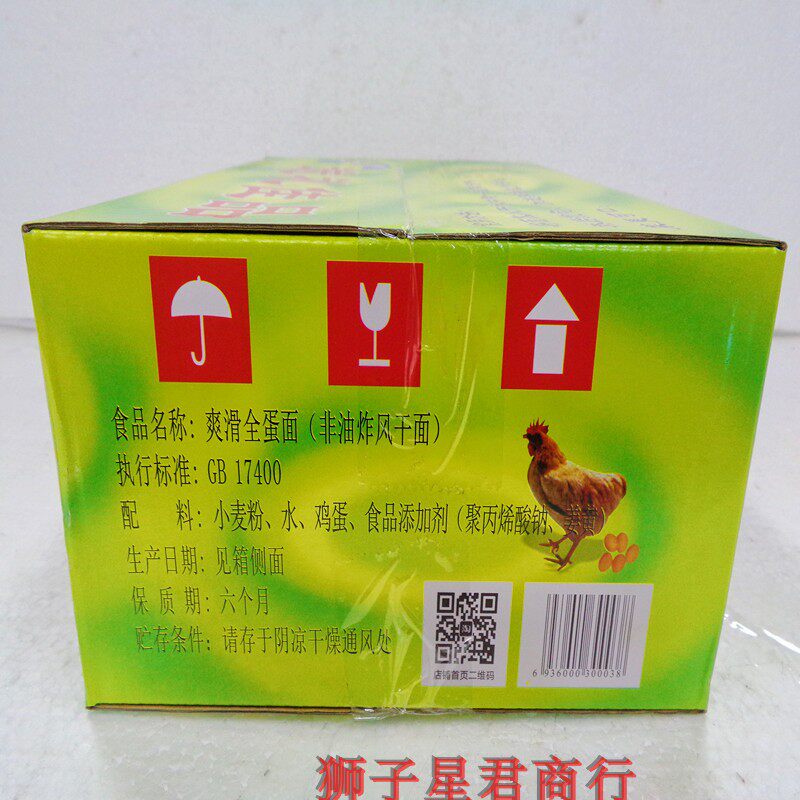 食品名称：爽滑全蛋面（非油炸风干面）
执行标准：GB 17400
配 料：小麦粉、水、鸡蛋、食品添加剂（聚丙烯酸钠、姜黄）
生产日期：见箱侧面
保 质 期：六个月
贮存条件：请存于阴凉干燥通风处
店铺首页二维码
6 936000 300038
狮子星君商行